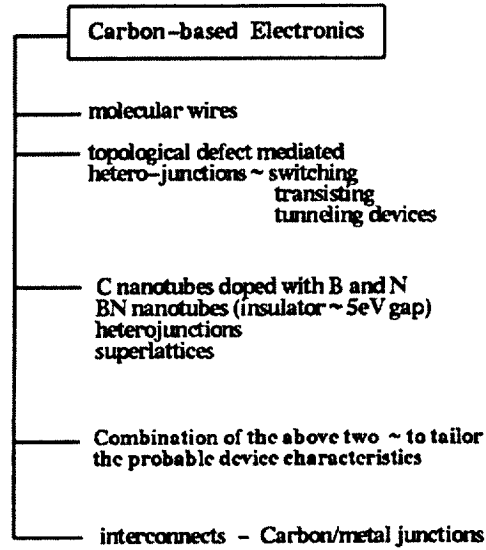 Carbon-based Electronics
molecular wires
topological defect mediated
hetero-junctions ~ switching
transisting
tunneling devices
C nanotubes doped with B and N
BN nanotubes (insulator ~ 5eV gap)
heterojunctions
superlattices
Combination of the above two ~ to tailor
the probable device characteristics
interconnects - Carbon/metal junctions